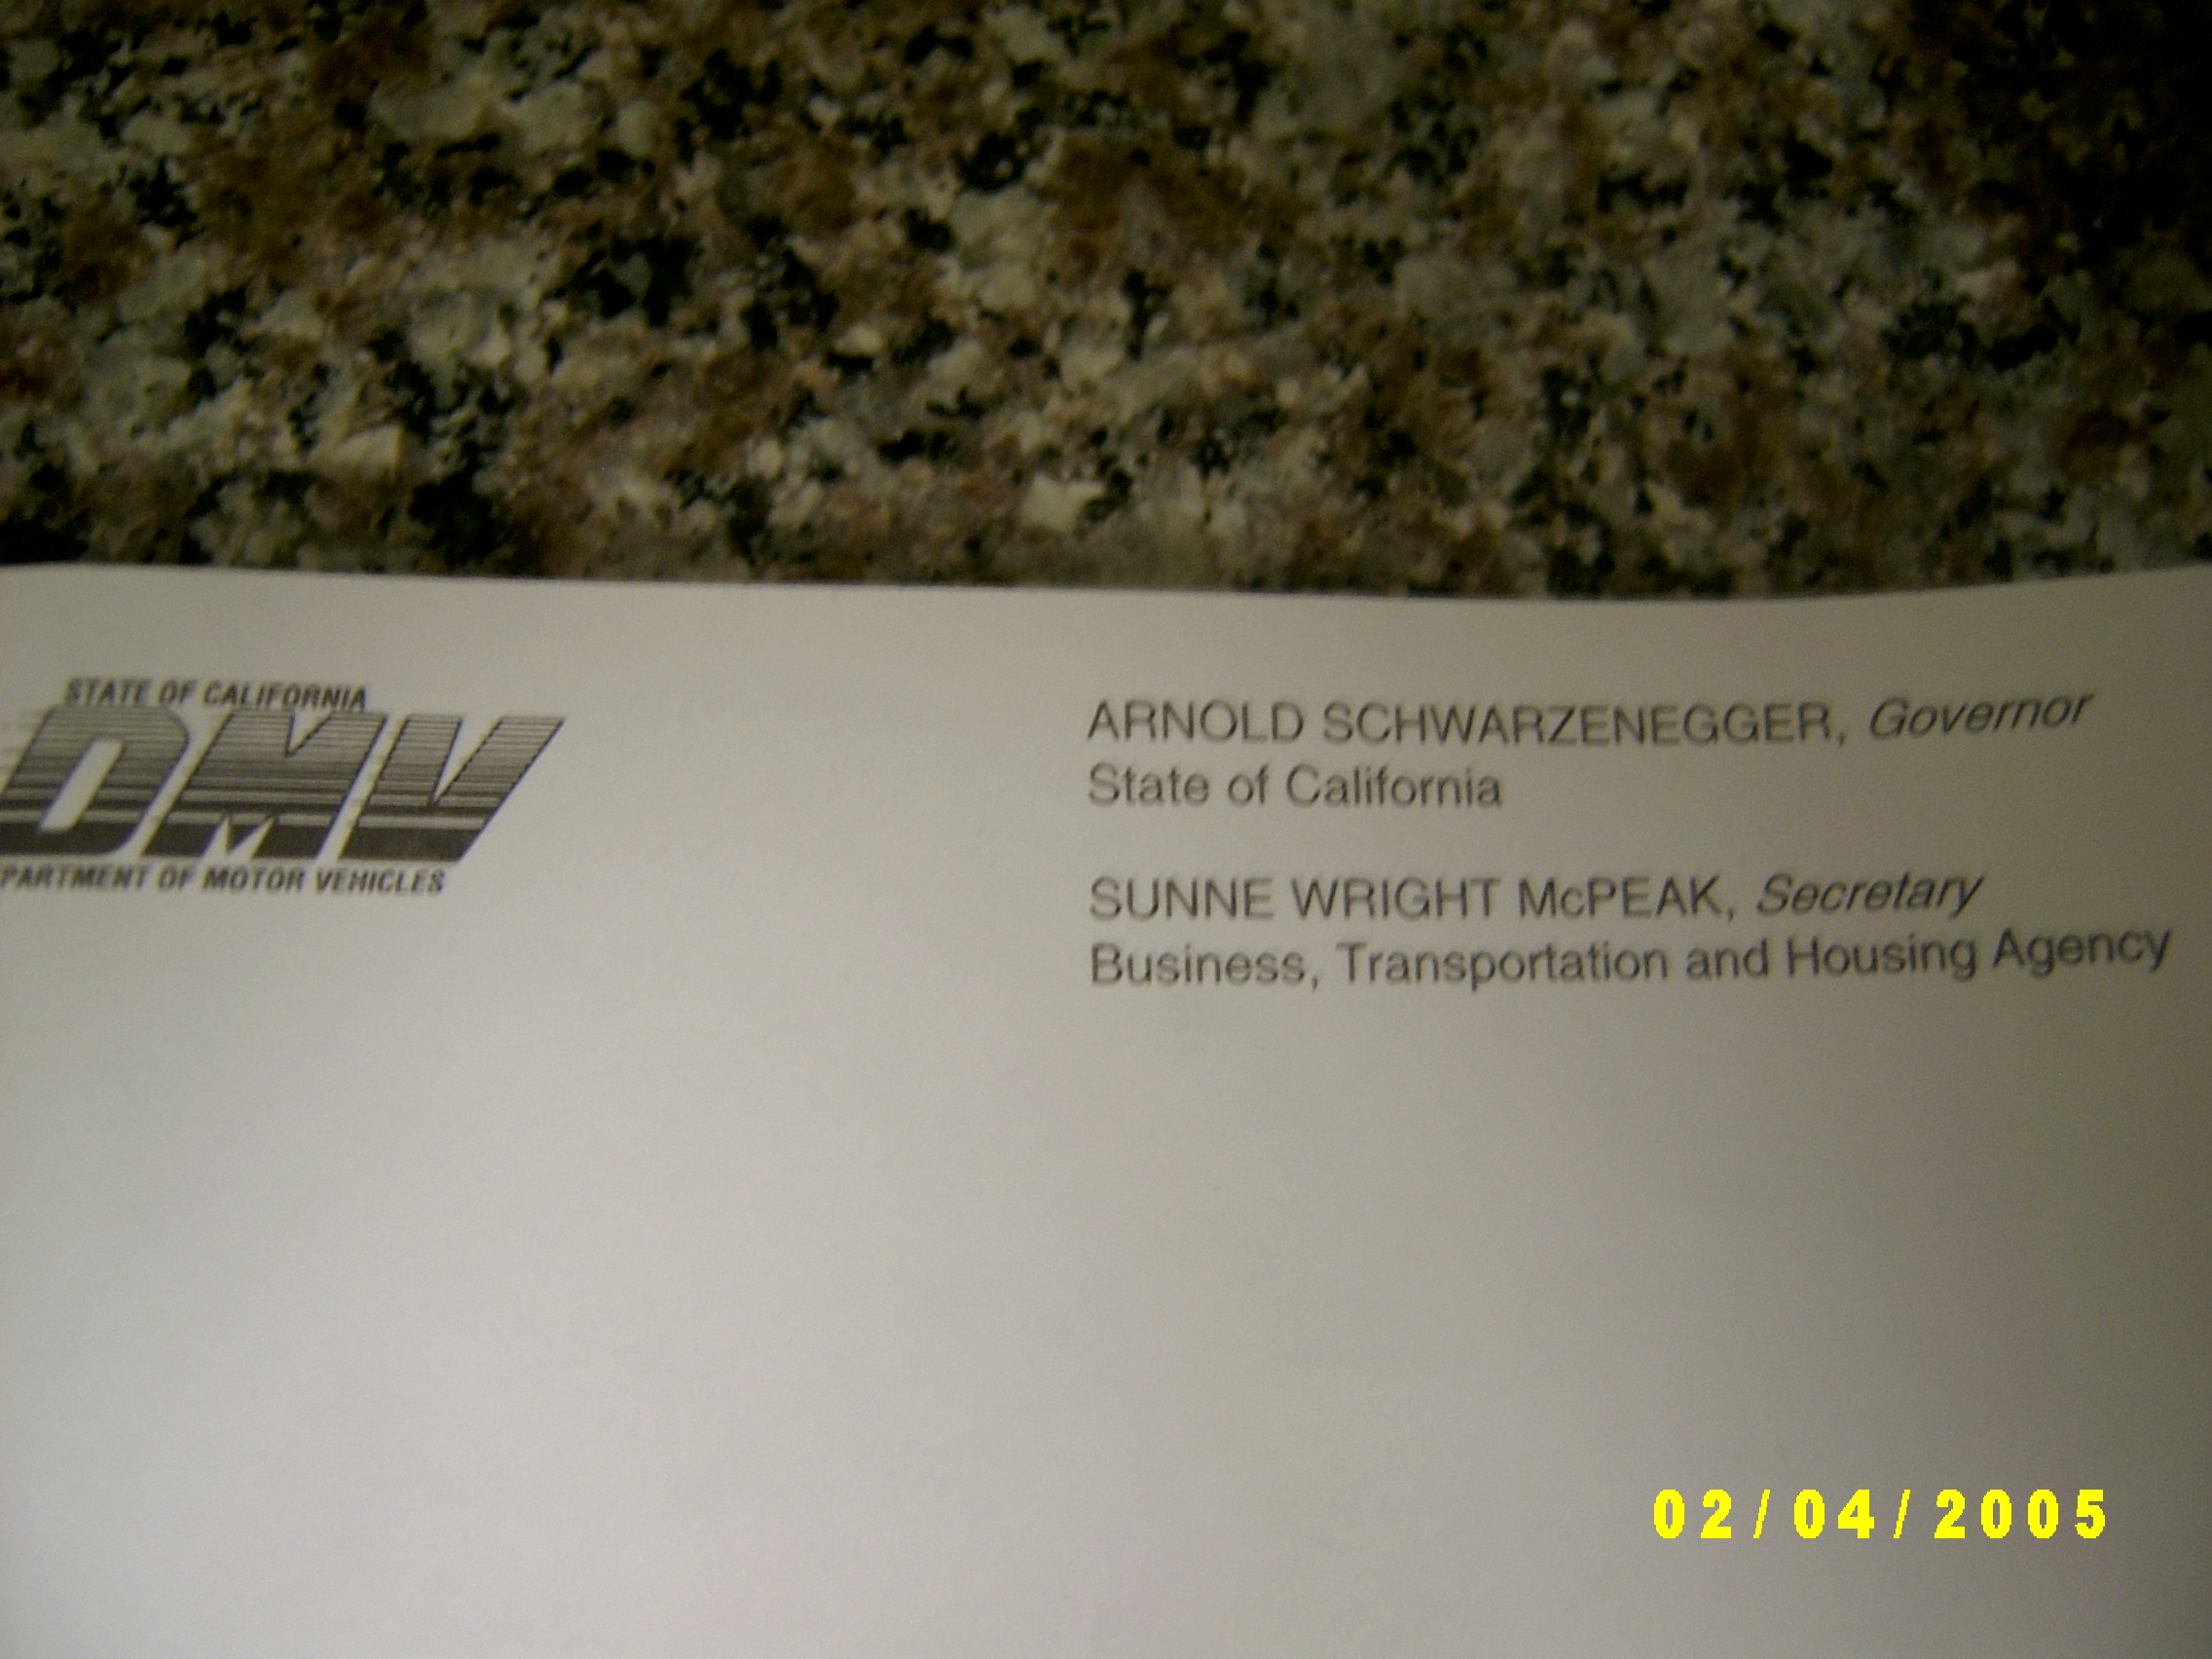 STATE OF CALIFORNIA
DMV
PARTMENT OF MOTOR VEHICLES
ARNOLD SCHWARZENEGGER, Governor
State of California
SUNNE WRIGHT McPEAK, Secretary
Business, Transportation and Housing Agency
02/04/2005